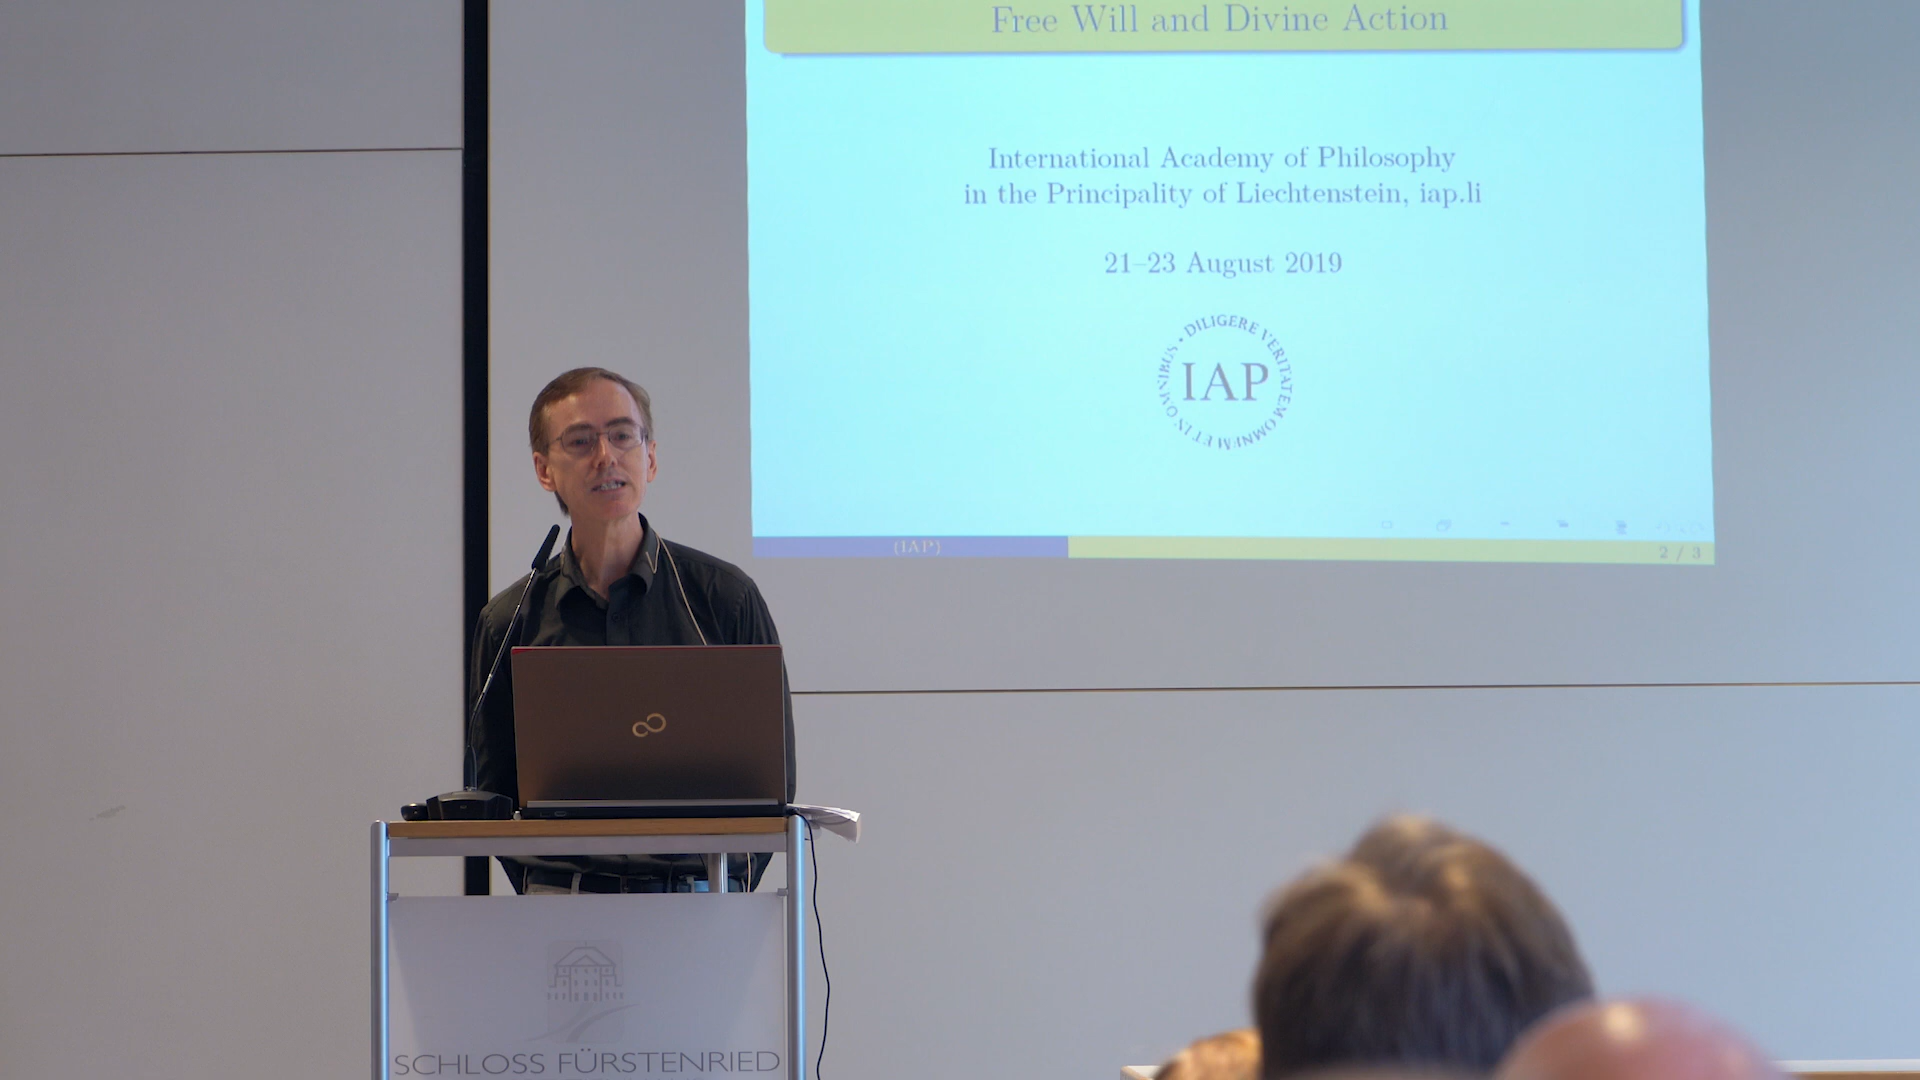 Free Will and Divine Action
International Academy of Philosophy
in the Principality of Liechtenstein, iap.li
21–23 August 2019
DILIGERE VERITATEM OMNEM ET IN OMNIBUS •
IAP
(IAP)
2 / 3
SCHLOSS FÜRSTENRIED